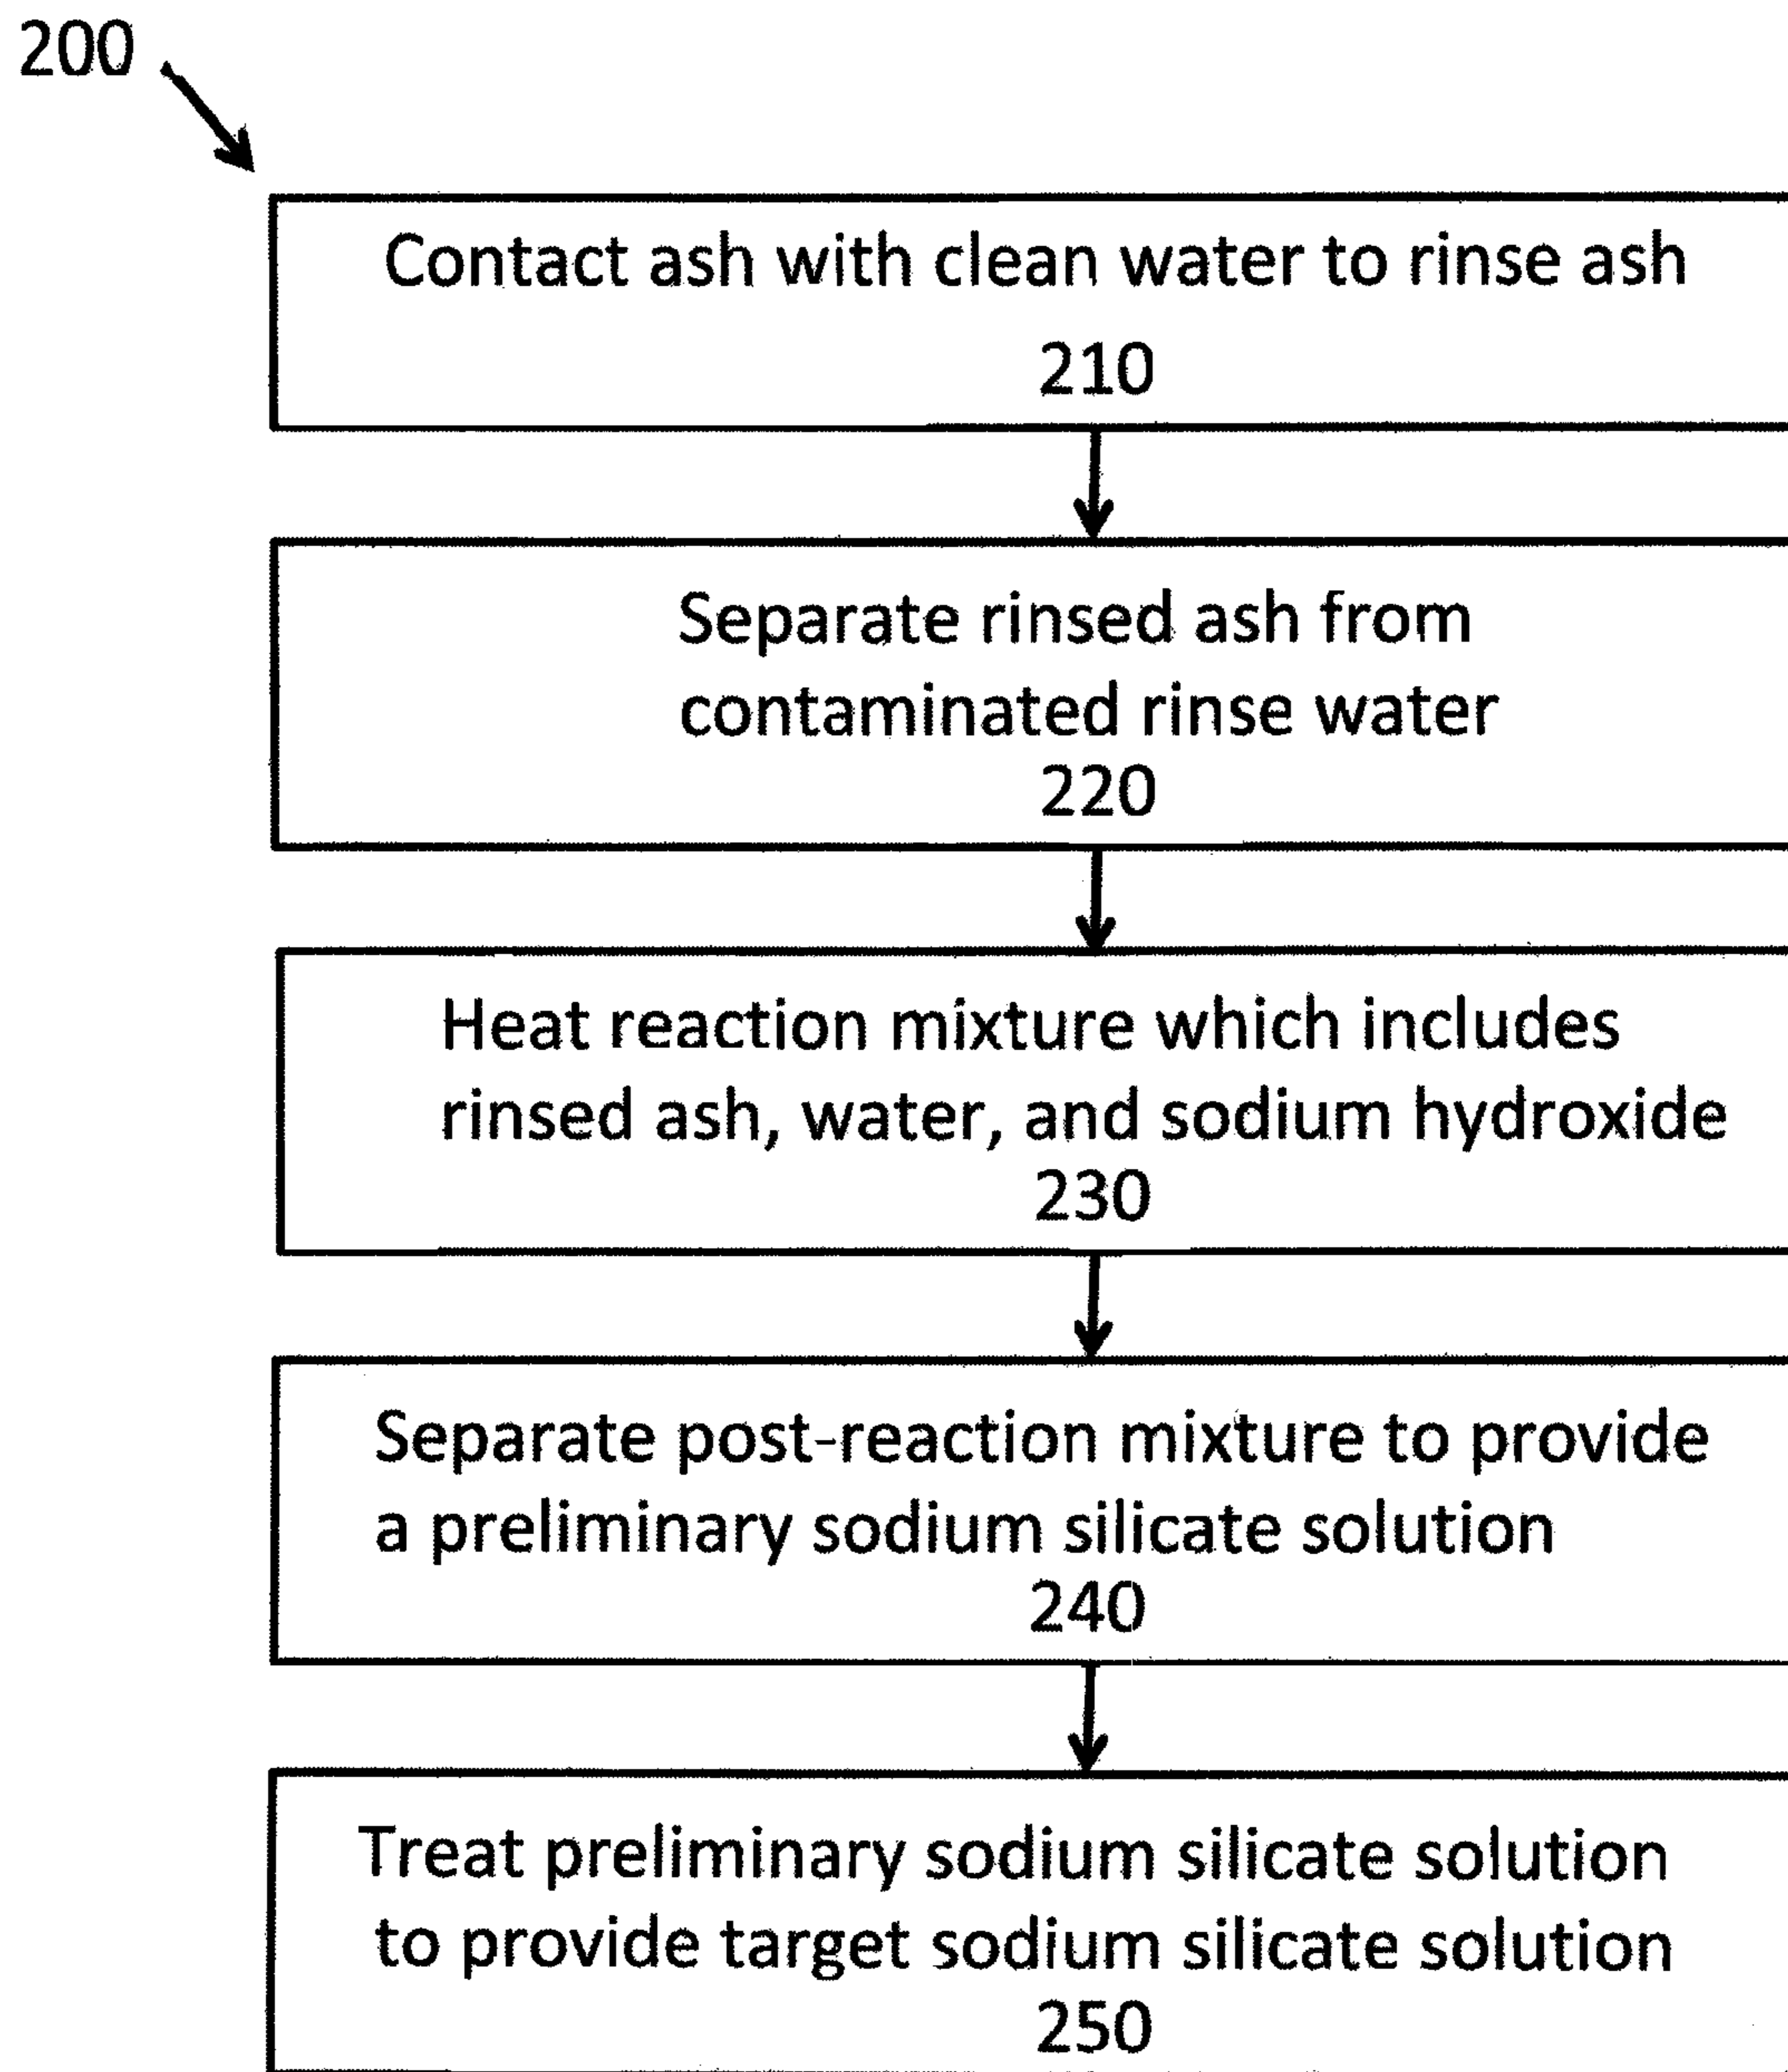 200
Contact ash with clean water to rinse ash
210
Separate rinsed ash from
contaminated rinse water
220
Heat reaction mixture which includes
rinsed ash, water, and sodium hydroxide
230
Separate post-reaction mixture to provide
a preliminary sodium silicate solution
240
Treat preliminary sodium silicate solution
to provide target sodium silicate solution
250